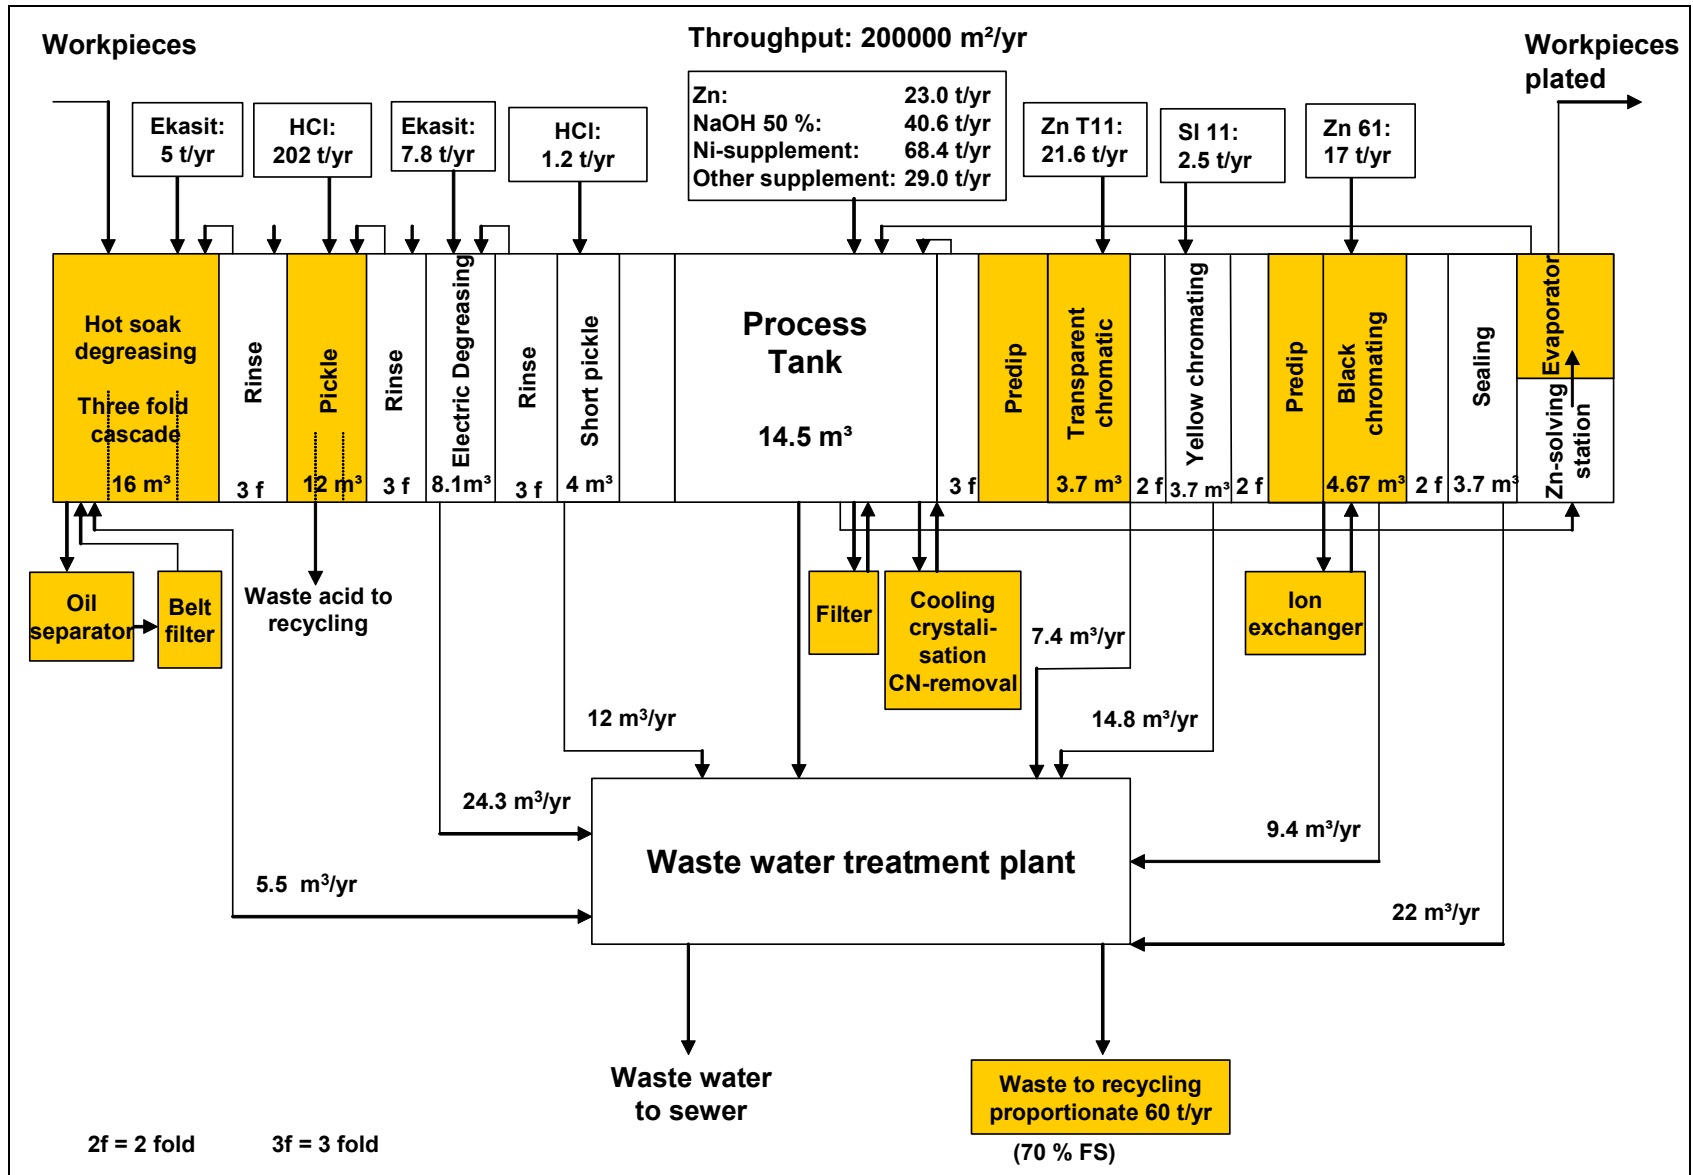 Workpieces
Throughput: 200000 m²/yr
Workpieces
plated
Ekasit:
5 t/yr
HCl:
202 t/yr
Ekasit:
7.8 t/yr
HCl:
1.2 t/yr
Zn: 23.0 t/yr
NaOH 50 %: 40.6 t/yr
Ni-supplement: 68.4 t/yr
Other supplement: 29.0 t/yr
Zn T11:
21.6 t/yr
Sl 11:
2.5 t/yr
Zn 61:
17 t/yr
Hot soak
degreasing
Three fold
cascade
16 m³
Rinse
3 f
Pickle
12 m³
Rinse
3 f
Electric Degreasing
8.1m³
Rinse
3 f
Short pickle
4 m³
Process
Tank
14.5 m³
3 f
Predip
Transparent
chromatic
3.7 m³
2 f
Yellow chromating
3.7 m³
2 f
Predip
Black
chromating
4.67 m³
2 f
Sealing
3.7 m³
Evaporator
Zn-solving
station
Oil
separator
Belt
filter
Waste acid to
recycling
Filter
Cooling
crystali-
sation
CN-removal
Ion
exchanger
7.4 m³/yr
12 m³/yr
14.8 m³/yr
24.3 m³/yr
9.4 m³/yr
5.5 m³/yr
22 m³/yr
Waste water treatment plant
Waste water
to sewer
Waste to recycling
proportionate 60 t/yr
(70 % FS)
2f = 2 fold 3f = 3 fold